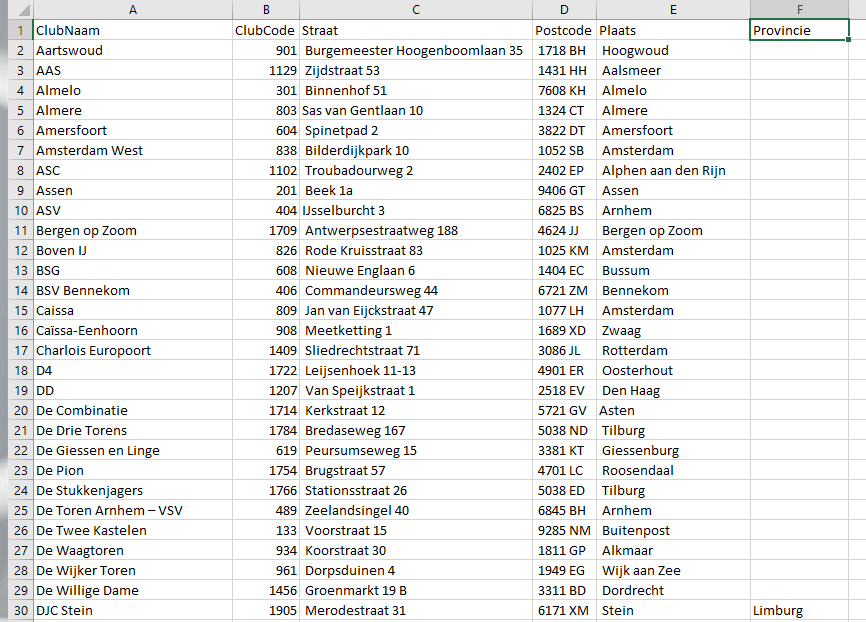 A B C D E F
1 ClubNaam ClubCode Straat Postcode Plaats Provincie
2 Aartswoud 901 Burgemeester Hoogenboomlaan 35 1718 BH Hoogwoud
3 AAS 1129 Zijdstraat 53 1431 HH Aalsmeer
4 Almelo 301 Binnenhof 51 7608 KH Almelo
5 Almere 803 Sas van Gentlaan 10 1324 CT Almere
6 Amersfoort 604 Spinetpad 2 3822 DT Amersfoort
7 Amsterdam West 838 Bilderdijkpark 10 1052 SB Amsterdam
8 ASC 1102 Troubadourweg 2 2402 EP Alphen aan den Rijn
9 Assen 201 Beek 1a 9406 GT Assen
10 ASV 404 IJsselburcht 3 6825 BS Arnhem
11 Bergen op Zoom 1709 Antwerpsestraatweg 188 4624 JJ Bergen op Zoom
12 Boven IJ 826 Rode Kruisstraat 83 1025 KM Amsterdam
13 BSG 608 Nieuwe Englaan 6 1404 EC Bussum
14 BSV Bennekom 406 Commandeursweg 44 6721 ZM Bennekom
15 Caissa 809 Jan van Eijckstraat 47 1077 LH Amsterdam
16 Caïssa-Eenhoorn 908 Meetketting 1 1689 XD Zwaag
17 Charlois Europoort 1409 Sliedrechtstraat 71 3086 JL Rotterdam
18 D4 1722 Leijsenhoek 11-13 4901 ER Oosterhout
19 DD 1207 Van Speijkstraat 1 2518 EV Den Haag
20 De Combinatie 1714 Kerkstraat 12 5721 GV Asten
21 De Drie Torens 1784 Bredaseweg 167 5038 ND Tilburg
22 De Giessen en Linge 619 Peursumseweg 15 3381 KT Giessenburg
23 De Pion 1754 Brugstraat 57 4701 LC Roosendaal
24 De Stukkenjagers 1766 Stationsstraat 26 5038 ED Tilburg
25 De Toren Arnhem – VSV 489 Zeelandsingel 40 6845 BH Arnhem
26 De Twee Kastelen 133 Voorstraat 15 9285 NM Buitenpost
27 De Waagtoren 934 Koorstraat 30 1811 GP Alkmaar
28 De Wijker Toren 961 Dorpsduinen 4 1949 EG Wijk aan Zee
29 De Willige Dame 1456 Groenmarkt 19 B 3311 BD Dordrecht
30 DJC Stein 1905 Merodestraat 31 6171 XM Stein Limburg